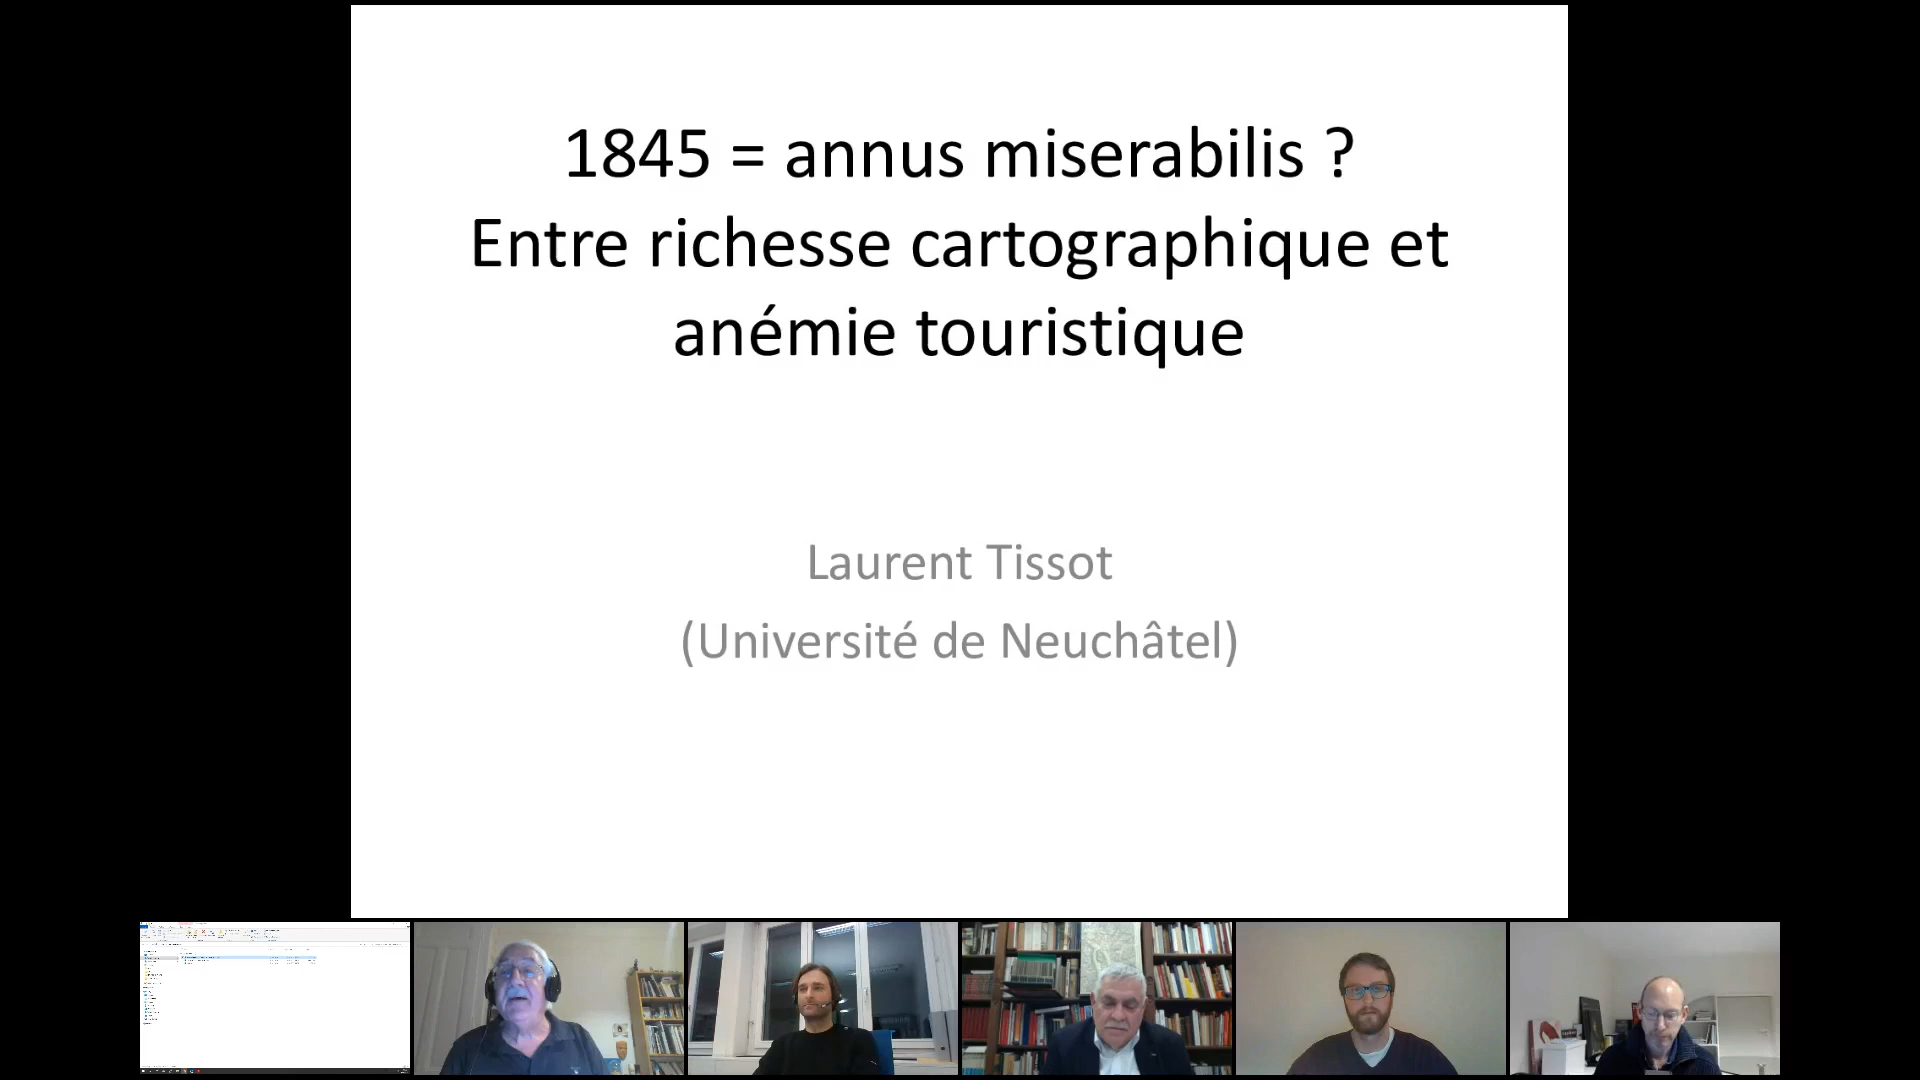 1845 = annus miserabilis ?
Entre richesse cartographique et
anémie touristique
Laurent Tissot
(Université de Neuchâtel)